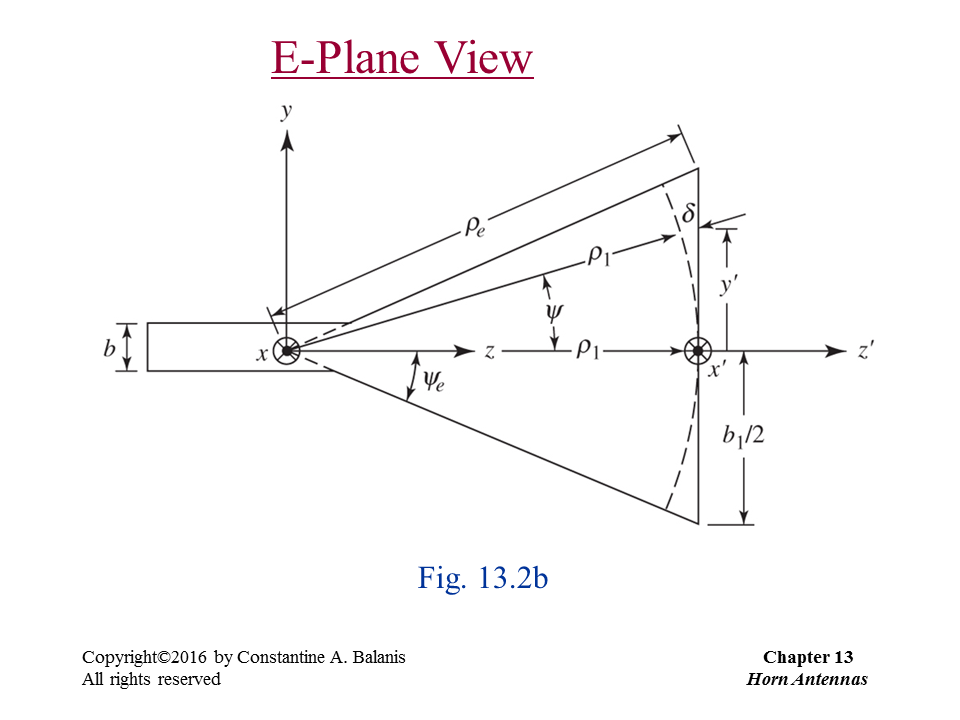 E-Plane View
y
ρe
δ
ρ1
y′
ψ
b
x
z
ρ1
z′
x′
ψe
b1/2
Fig. 13.2b
Copyright©2016 by Constantine A. Balanis
All rights reserved
Chapter 13
Horn Antennas